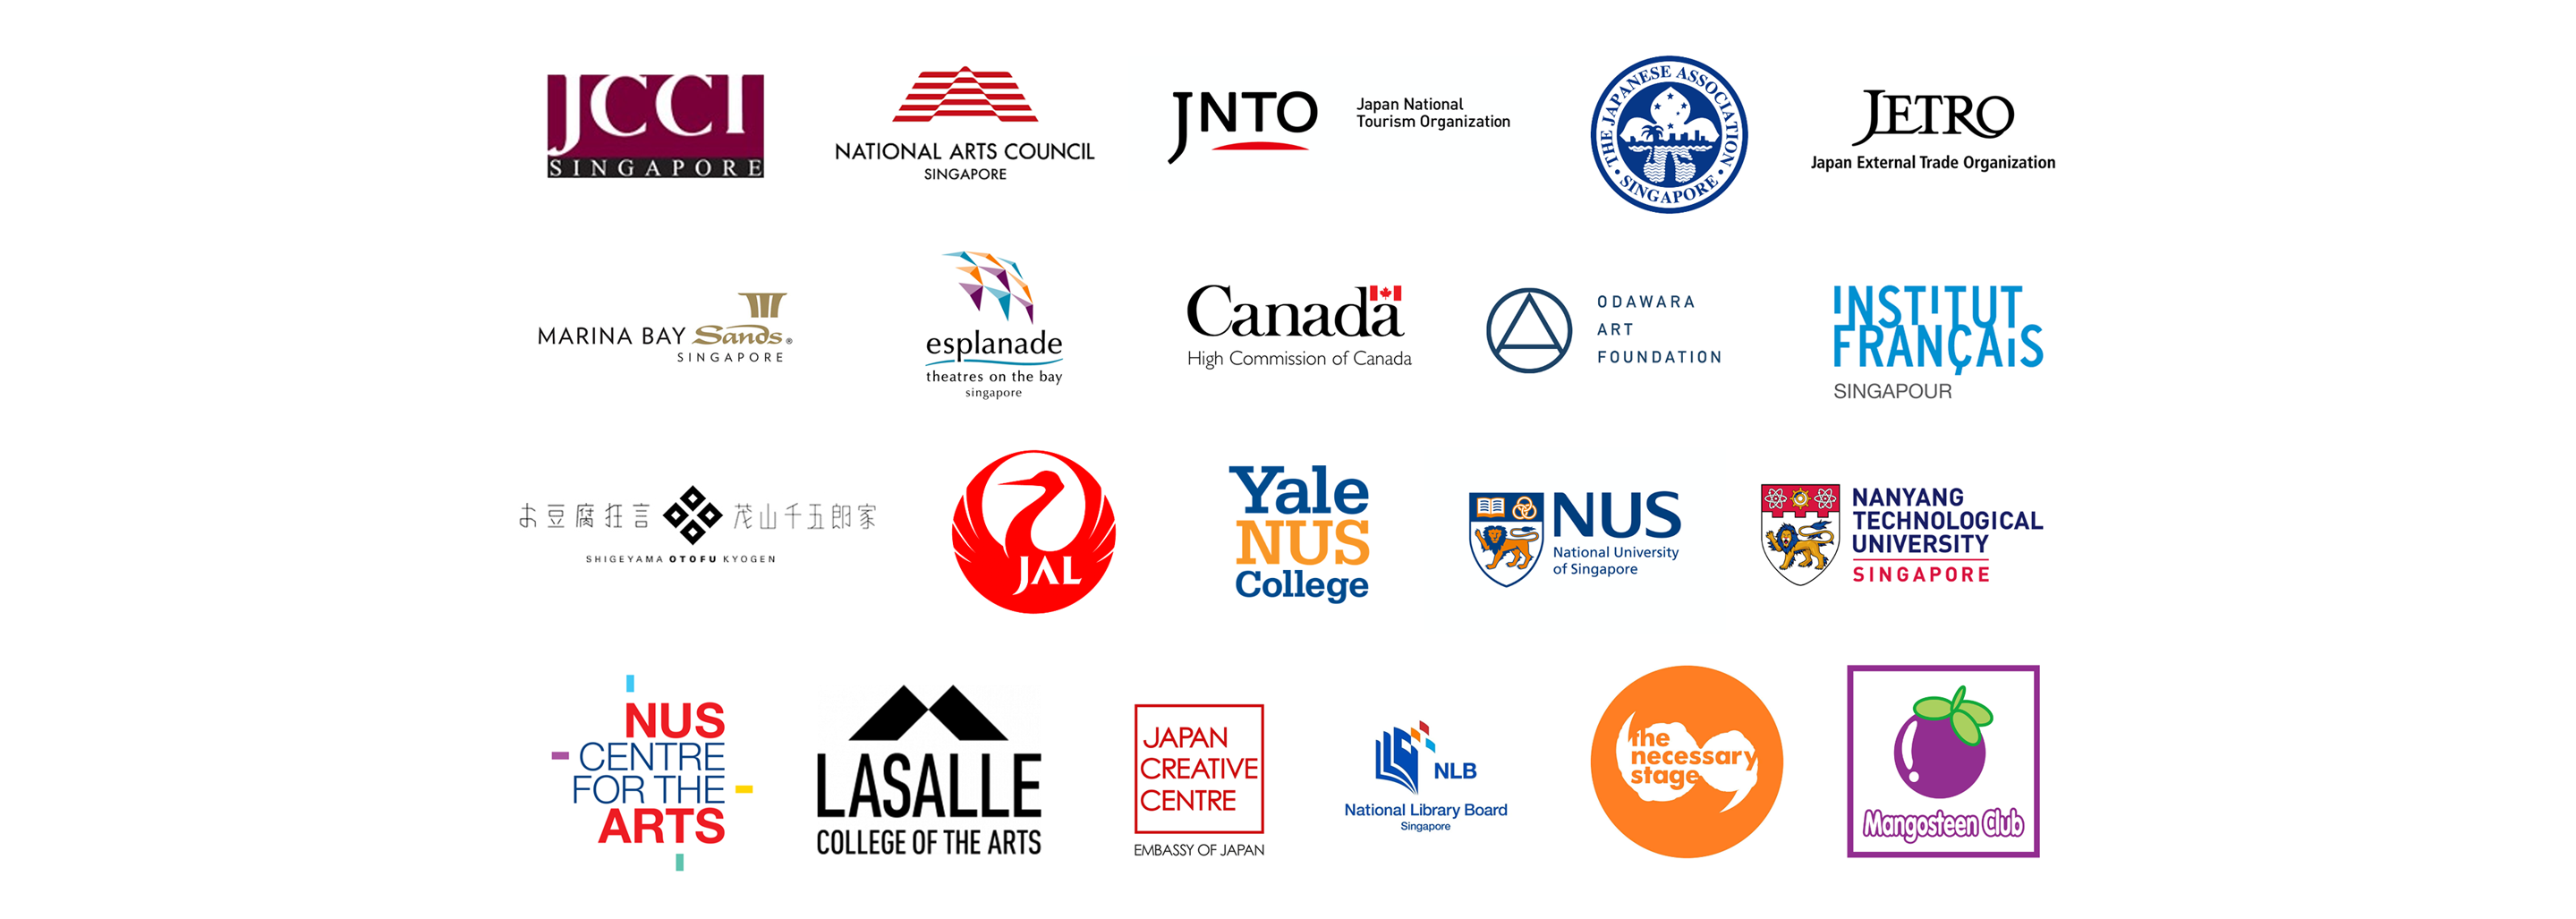 JCCI
SINGAPORE
NATIONAL ARTS COUNCIL
SINGAPORE
JNTO
Japan National
Tourism Organization
THE JAPANESE ASSOCIATION
• SINGAPORE •
JETRO
Japan External Trade Organization
MARINA BAY Sands®
SINGAPORE
esplanade
theatres on the bay
singapore
Canada
High Commission of Canada
ODAWARA
ART
FOUNDATION
INSTITUT
FRANÇAIS
SINGAPOUR
お豆腐狂言 茂山千五郎家
SHIGEYAMA OTOFU KYOGEN
JAL
Yale
NUS
College
NUS
National University
of Singapore
NANYANG
TECHNOLOGICAL
UNIVERSITY
SINGAPORE
NUS
CENTRE
FOR THE
ARTS
LASALLE
COLLEGE OF THE ARTS
JAPAN
CREATIVE
CENTRE
EMBASSY OF JAPAN
NLB
National Library Board
Singapore
the
necessary
stage
Mangosteen Club